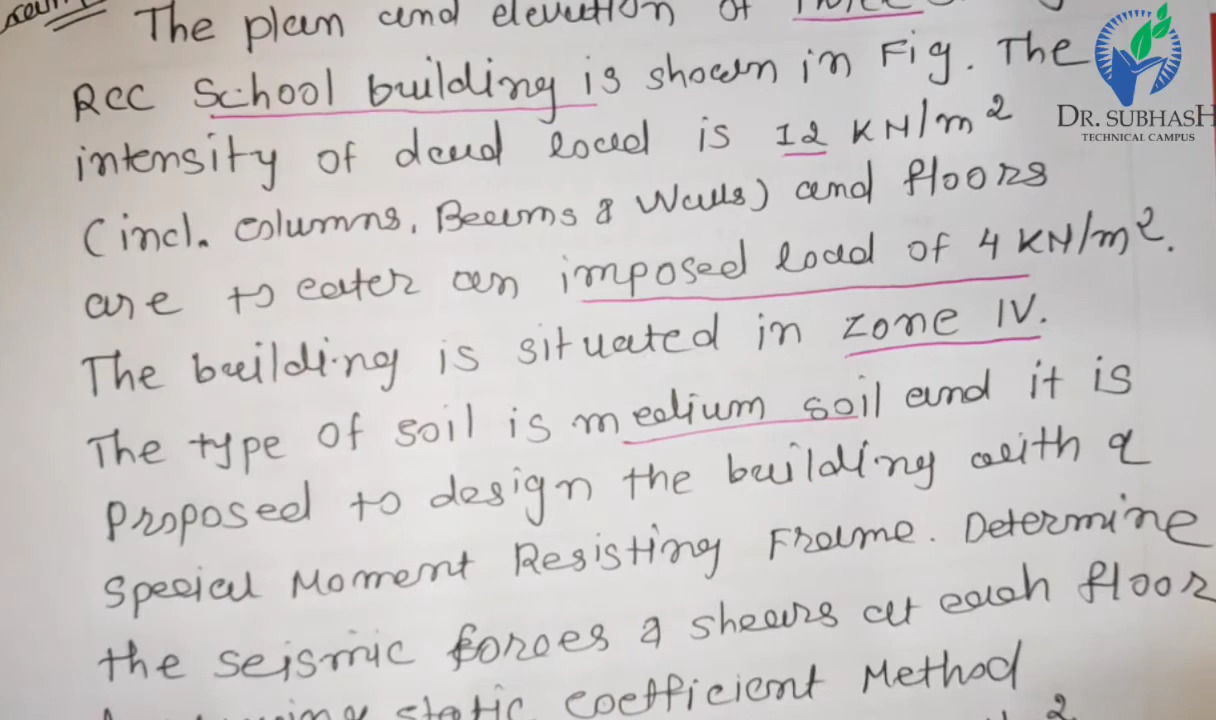 The plan and elevation of
RCC School building is shown in Fig. The
intensity of dead load is 12 KN/m2
(incl. columns, Beams & Walls) and floors
are to cater an imposed load of 4 KN/m2.
The building is situated in zone IV.
The type of soil is medium soil and it is
Proposed to design the building with a
Special Moment Resisting Frame. Determine
the seismic forces & shears at each floor
static coefficient Method
2
DR. SUBHASH
TECHNICAL CAMPUS